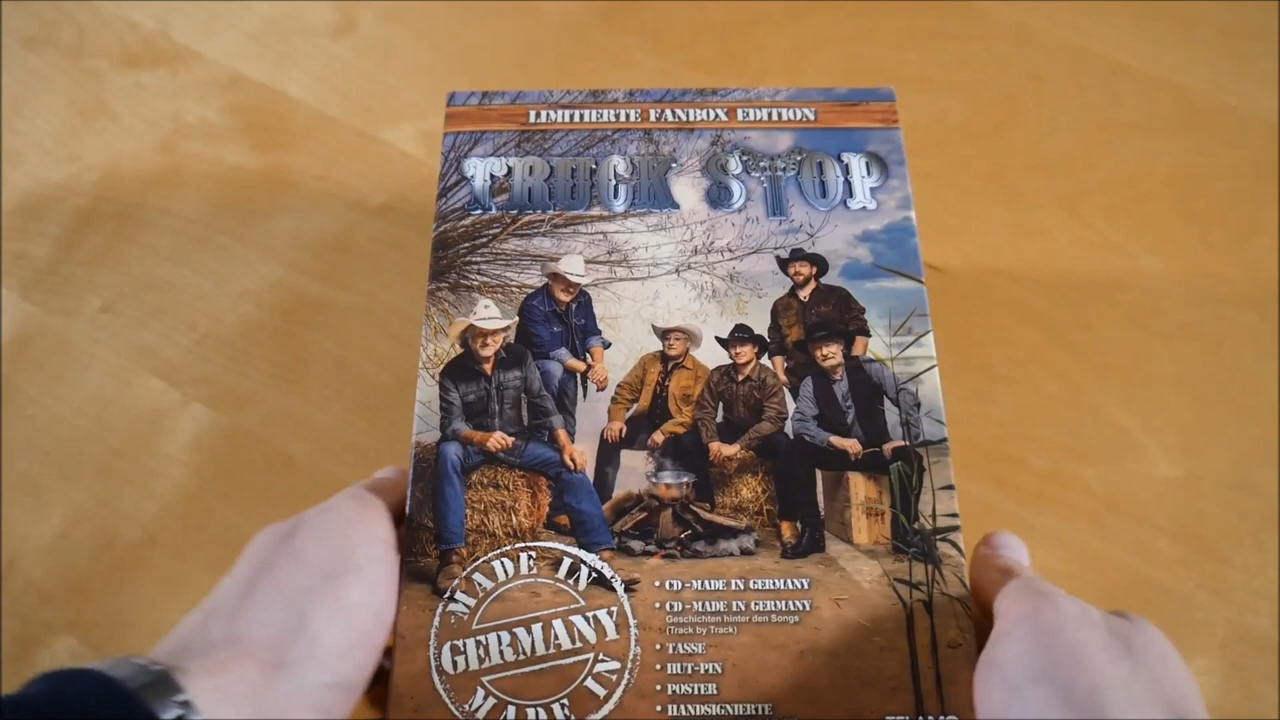 LIMITIERTE FANBOX EDITION
TRUCK STOP
MADE IN
GERMANY
MADE IN
• CD-MADE IN GERMANY
• CD-MADE IN GERMANY
Geschichten hinter den Songs
(Track by Track)
• TASSE
• HUT-PIN
• POSTER
• HANDSIGNIERTE
TELAMO